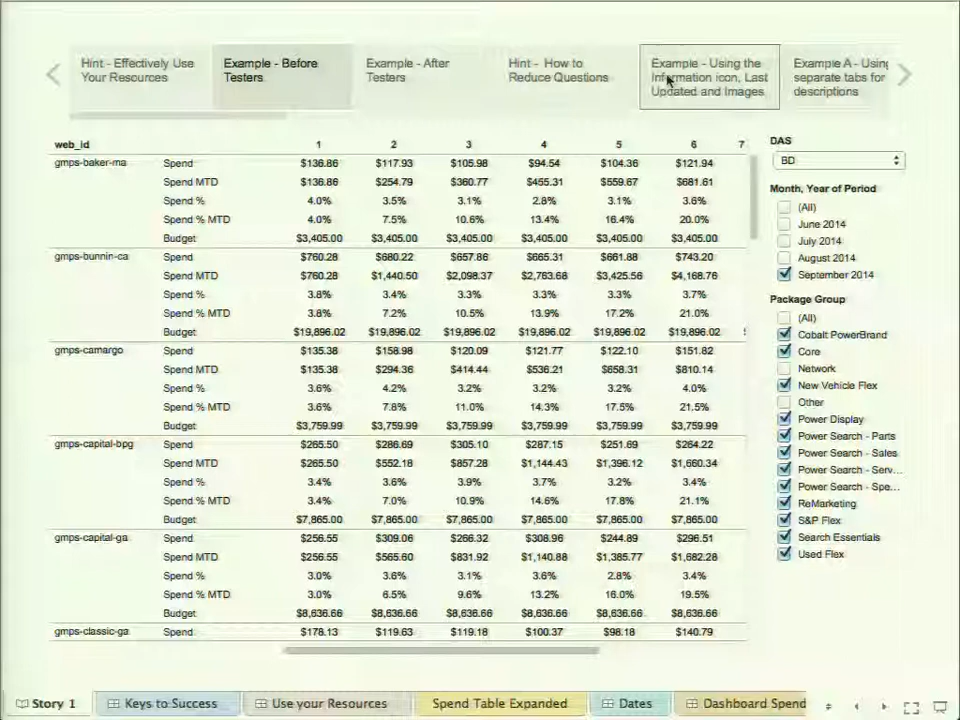 Hint - Effectively Use
Your Resources
Example - Before
Testers
Example - After
Testers
Hint - How to
Reduce Questions
Example - Using the
Information icon, Last
Updated and Images
Example A - Using
separate tabs for
descriptions
web_id 1 2 3 4 5 6 7
gmps-baker-ma Spend $136.86 $117.93 $105.98 $94.54 $104.36 $121.94
Spend MTD $136.86 $254.79 $360.77 $455.31 $559.67 $681.61
Spend % 4.0% 3.5% 3.1% 2.8% 3.1% 3.6%
Spend % MTD 4.0% 7.5% 10.6% 13.4% 16.4% 20.0%
Budget $3,405.00 $3,405.00 $3,405.00 $3,405.00 $3,405.00 $3,405.00
gmps-bunnin-ca Spend $760.28 $680.22 $657.86 $665.31 $661.88 $743.20
Spend MTD $760.28 $1,440.50 $2,098.37 $2,763.68 $3,425.56 $4,168.76
Spend % 3.8% 3.4% 3.3% 3.3% 3.3% 3.7%
Spend % MTD 3.8% 7.2% 10.5% 13.9% 17.2% 21.0%
Budget $19,896.02 $19,896.02 $19,896.02 $19,896.02 $19,896.02 $19,896.02
gmps-camargo Spend $135.38 $158.98 $120.09 $121.77 $122.10 $151.82
Spend MTD $135.38 $294.36 $414.44 $536.21 $658.31 $810.14
Spend % 3.6% 4.2% 3.2% 3.2% 3.2% 4.0%
Spend % MTD 3.6% 7.8% 11.0% 14.3% 17.5% 21.5%
Budget $3,759.99 $3,759.99 $3,759.99 $3,759.99 $3,759.99 $3,759.99
gmps-capital-bpg Spend $265.50 $286.69 $305.10 $287.15 $251.69 $264.22
Spend MTD $265.50 $552.18 $857.28 $1,144.43 $1,396.12 $1,660.34
Spend % 3.4% 3.6% 3.9% 3.7% 3.2% 3.4%
Spend % MTD 3.4% 7.0% 10.9% 14.6% 17.8% 21.1%
Budget $7,865.00 $7,865.00 $7,865.00 $7,865.00 $7,865.00 $7,865.00
gmps-capital-ga Spend $256.55 $309.06 $266.32 $308.96 $244.89 $296.51
Spend MTD $256.55 $565.60 $831.92 $1,140.88 $1,385.77 $1,682.28
Spend % 3.0% 3.6% 3.1% 3.6% 2.8% 3.4%
Spend % MTD 3.0% 6.5% 9.6% 13.2% 16.0% 19.5%
Budget $8,636.66 $8,636.66 $8,636.66 $8,636.66 $8,636.66 $8,636.66
gmps-classic-ga Spend $178.13 $119.63 $119.18 $100.37 $98.18 $140.79
DAS
BD
Month, Year of Period
(All)
June 2014
July 2014
August 2014
September 2014
Package Group
(All)
Cobalt PowerBrand
Core
Network
New Vehicle Flex
Other
Power Display
Power Search - Parts
Power Search - Sales
Power Search - Serv...
Power Search - Spe...
ReMarketing
S&P Flex
Search Essentials
Used Flex
Story 1 Keys to Success Use your Resources Spend Table Expanded Dates Dashboard Spend